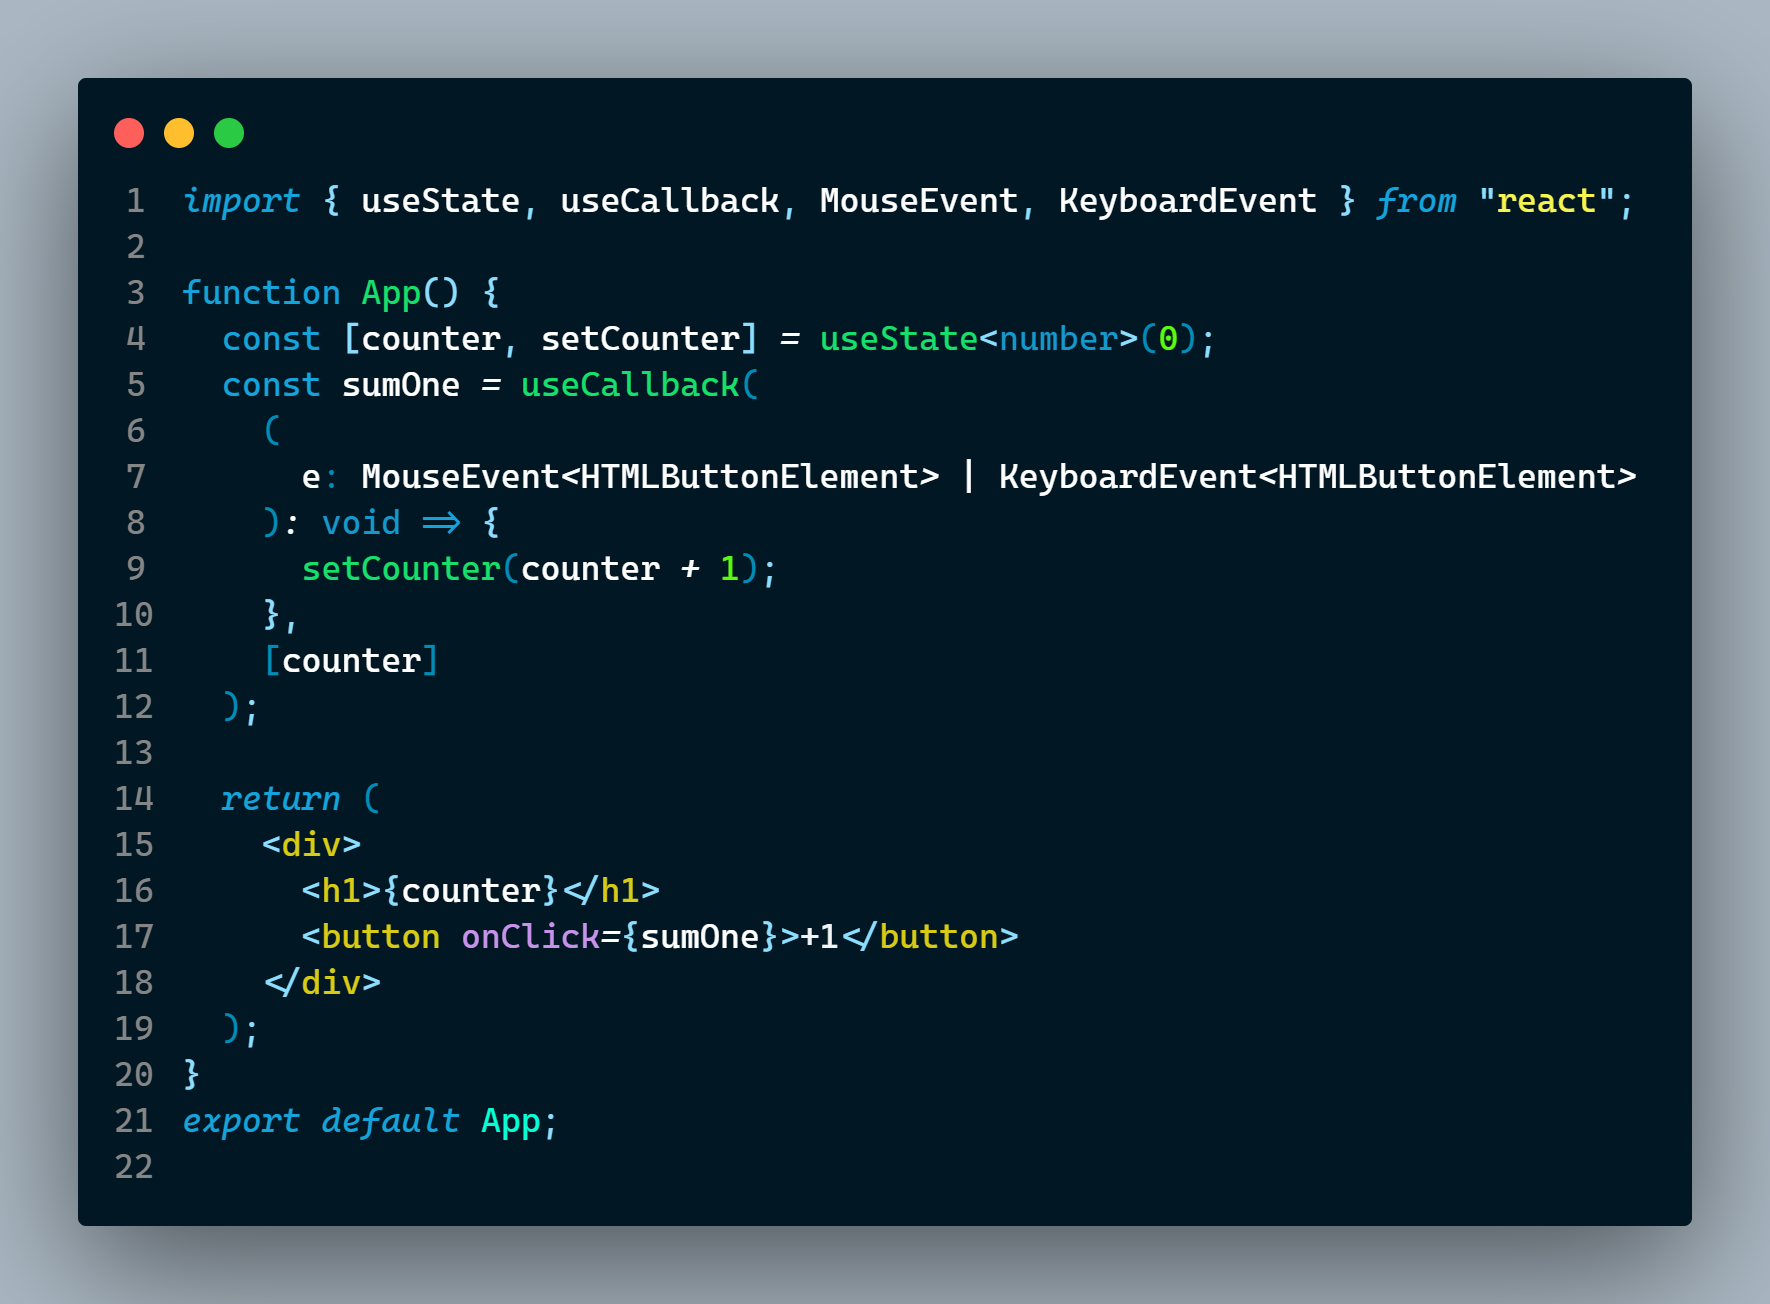 1 import { useState, useCallback, MouseEvent, KeyboardEvent } from "react";
2
3 function App() {
4   const [counter, setCounter] = useState<number>(0);
5   const sumOne = useCallback(
6     (
7       e: MouseEvent<HTMLButtonElement> | KeyboardEvent<HTMLButtonElement>
8     ): void => {
9       setCounter(counter + 1);
10     },
11     [counter]
12   );
13
14   return (
15     <div>
16       <h1>{counter}</h1>
17       <button onClick={sumOne}>+1</button>
18     </div>
19   );
20 }
21 export default App;
22